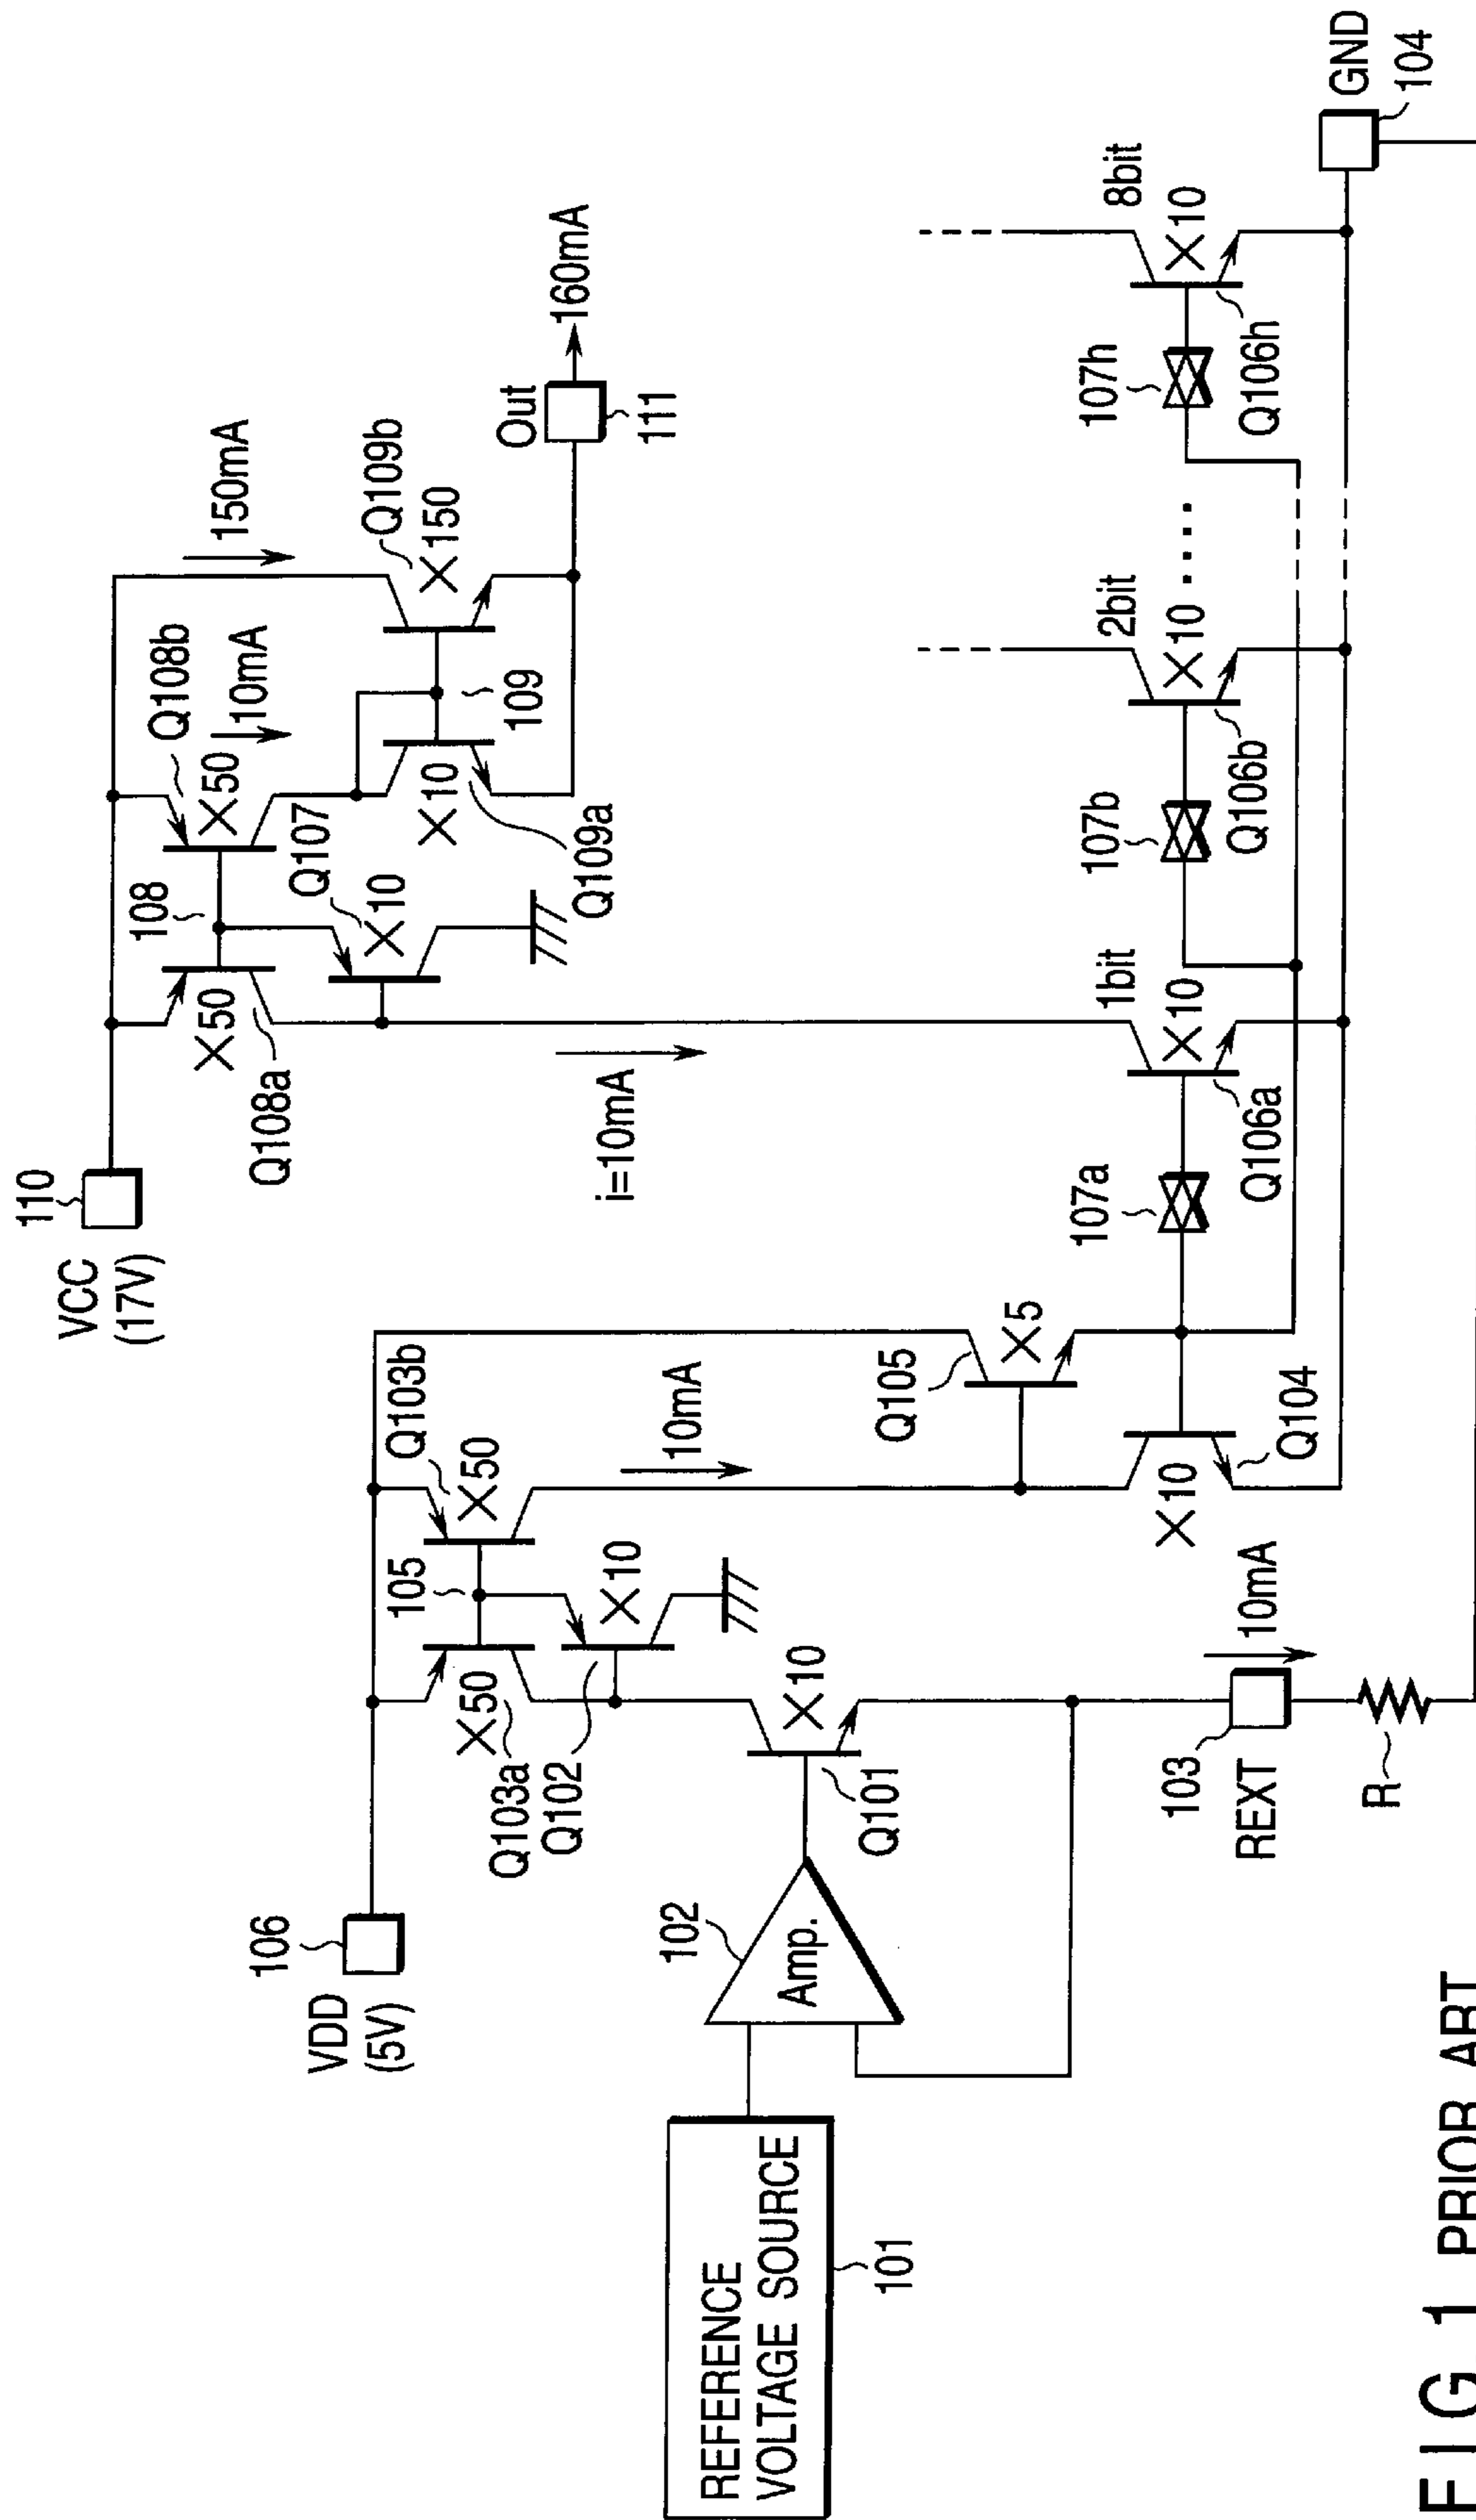 110
VCC
(17V)
Q108a
×50
108
×50
Q108b
10mA
150mA
Q107
×10
×10
Q109a
109
Q109b
×150
Out
111
160mA
i=10mA
106
VDD
(5V)
Q103a
×50
105
Q103b
×50
Q102
×10
10mA
Q105
×5
107a
1bit
×10
Q106a
107b
2bit
×10
Q106b
107h
8bit
×10
Q106h
GND
104
×10
Q104
REFERENCE
VOLTAGE SOURCE
101
102
Amp.
×10
Q101
103
REXT
10mA
R
FIG. 1 PRIOR ART